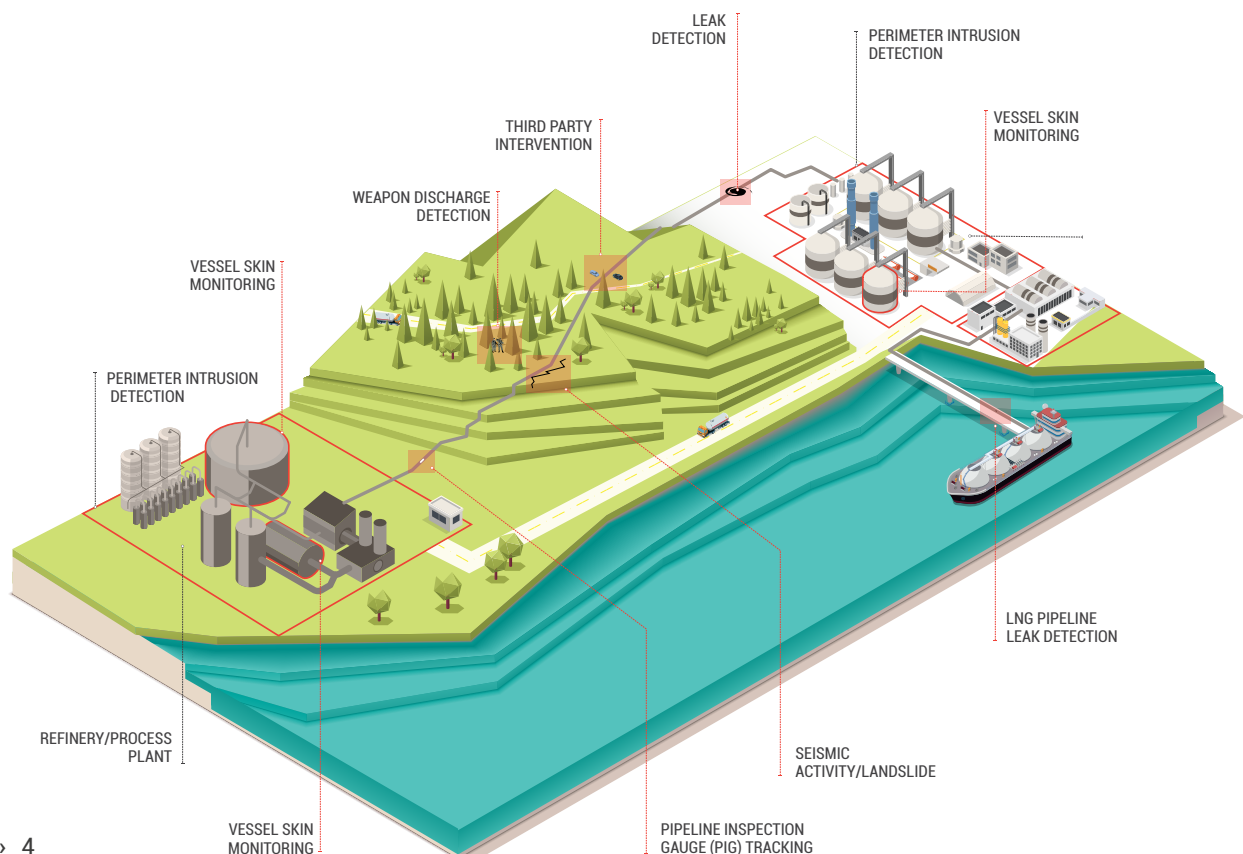 LEAK
DETECTION
PERIMETER INTRUSION
DETECTION
THIRD PARTY
INTERVENTION
VESSEL SKIN
MONITORING
WEAPON DISCHARGE
DETECTION
VESSEL SKIN
MONITORING
PERIMETER INTRUSION
DETECTION
LNG PIPELINE
LEAK DETECTION
REFINERY/PROCESS
PLANT
SEISMIC
ACTIVITY/LANDSLIDE
VESSEL SKIN
MONITORING
PIPELINE INSPECTION
GAUGE (PIG) TRACKING
› 4